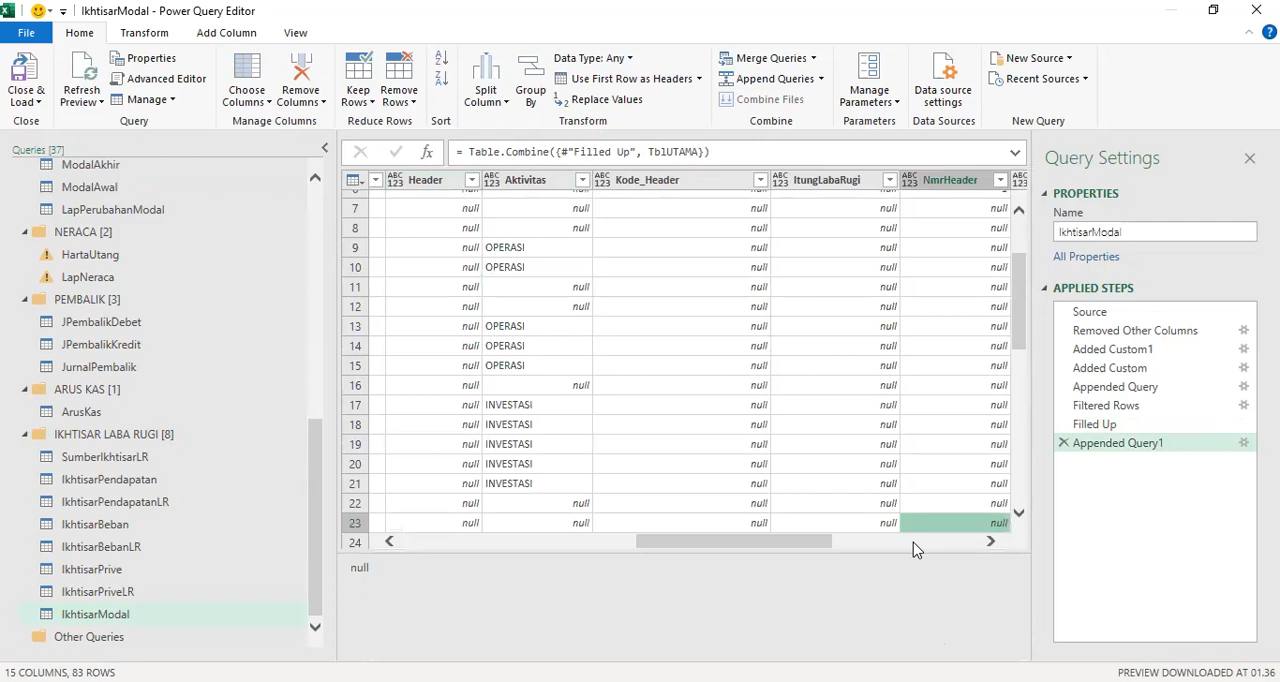 IkhtisarModal - Power Query Editor
File Home Transform Add Column View
Close & Load
Close
Refresh Preview
Properties
Advanced Editor
Manage
Query
Choose Columns
Remove Columns
Manage Columns
Keep Rows
Remove Rows
Reduce Rows
Sort
Split Column
Group By
Data Type: Any
Use First Row as Headers
Replace Values
Transform
Merge Queries
Append Queries
Combine Files
Combine
Manage Parameters
Parameters
Data source settings
Data Sources
New Source
Recent Sources
New Query
Queries [37]
ModalAkhir
ModalAwal
LapPerubahanModal
NERACA [2]
HartaUtang
LapNeraca
PEMBALIK [3]
JPembalikDebet
JPembalikKredit
JurnalPembalik
ARUS KAS [1]
ArusKas
IKHTISAR LABA RUGI [8]
SumberIkhtisarLR
IkhtisarPendapatan
IkhtisarPendapatanLR
IkhtisarBeban
IkhtisarBebanLR
IkhtisarPrive
IkhtisarPriveLR
IkhtisarModal
Other Queries
fx = Table.Combine({#"Filled Up", TblUTAMA})
ABC 123 Header ABC 123 Aktivitas ABC 123 Kode_Header ABC 123 ItungLabaRugi ABC 123 NmrHeader ABC 123
7 null null null null null
8 null null null null null
9 null OPERASI null null null
10 null OPERASI null null null
11 null null null null null
12 null null null null null
13 null OPERASI null null null
14 null OPERASI null null null
15 null OPERASI null null null
16 null null null null null
17 null INVESTASI null null null
18 null INVESTASI null null null
19 null INVESTASI null null null
20 null INVESTASI null null null
21 null INVESTASI null null null
22 null null null null null
23 null null null null null
24
null
Query Settings
PROPERTIES
Name
IkhtisarModal
All Properties
APPLIED STEPS
Source
Removed Other Columns
Added Custom1
Added Custom
Appended Query
Filtered Rows
Filled Up
Appended Query1
15 COLUMNS, 83 ROWS
PREVIEW DOWNLOADED AT 01.36